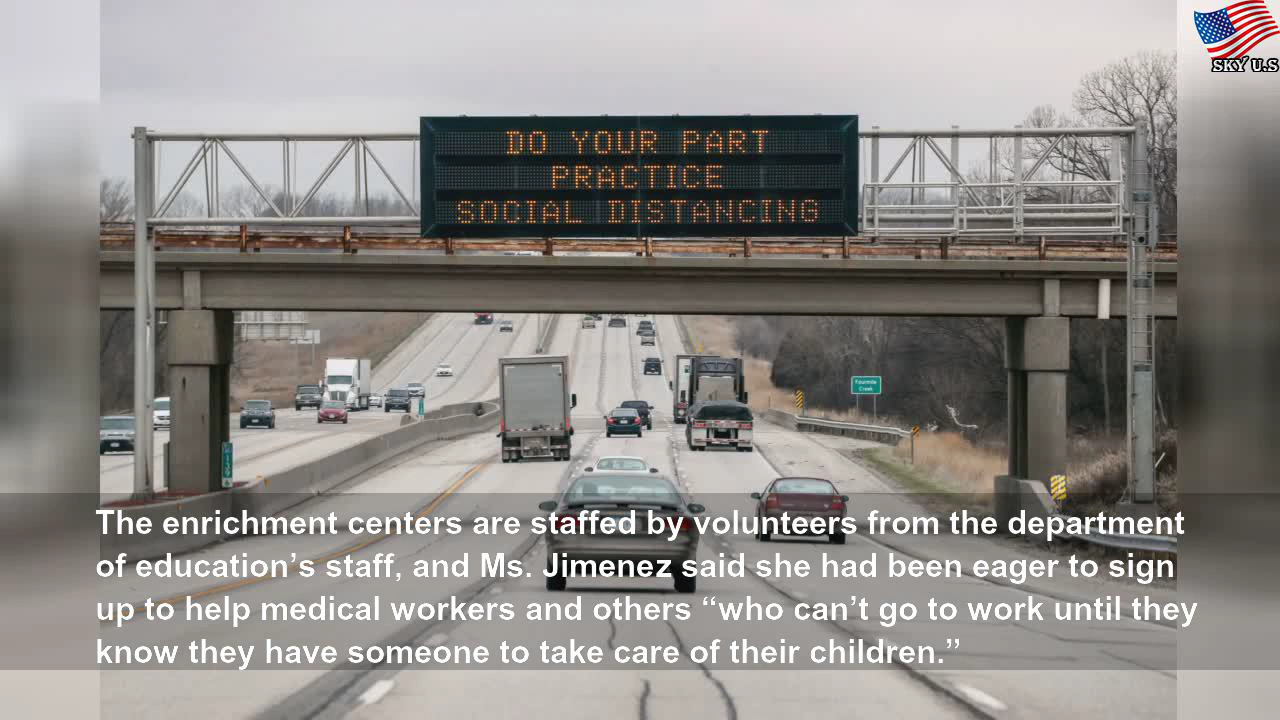 SKY U.S
DO YOUR PART
PRACTICE
SOCIAL DISTANCING
Fourmile
Creek
The enrichment centers are staffed by volunteers from the department
of education’s staff, and Ms. Jimenez said she had been eager to sign
up to help medical workers and others “who can’t go to work until they
know they have someone to take care of their children.”